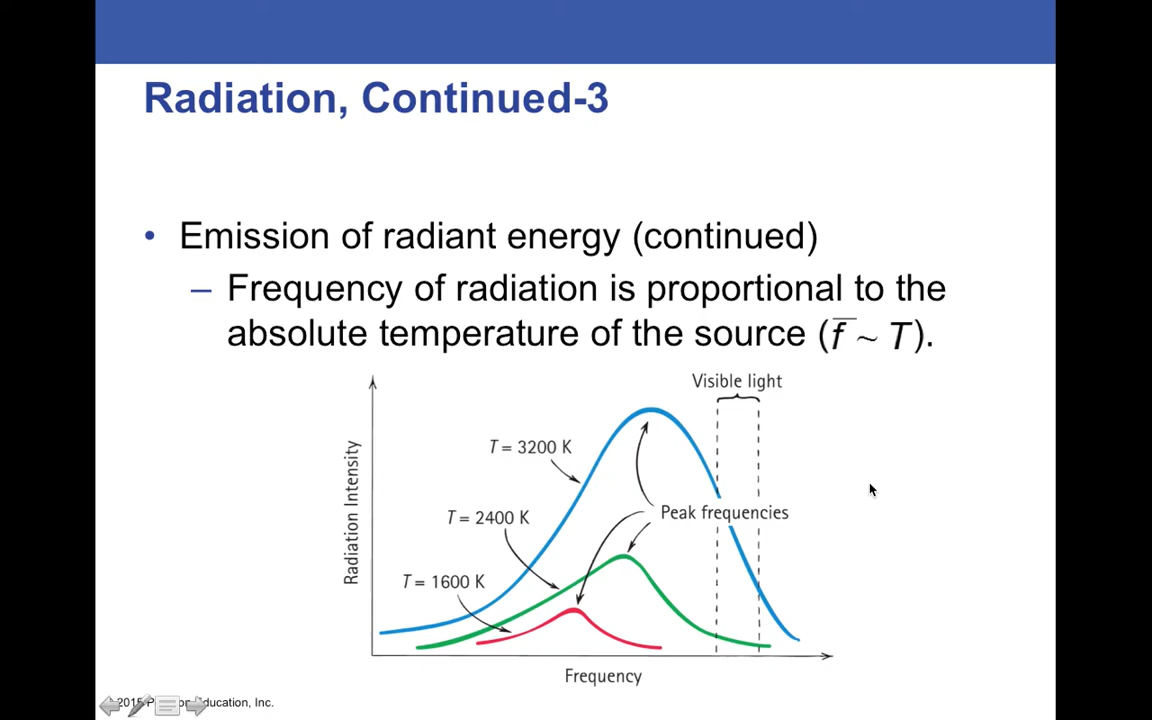 Radiation, Continued-3
• Emission of radiant energy (continued)
– Frequency of radiation is proportional to the
absolute temperature of the source (f̅ ~ T).
Visible light
T = 3200 K
T = 2400 K
Peak frequencies
T = 1600 K
Radiation Intensity
Frequency
2015 Education, Inc.